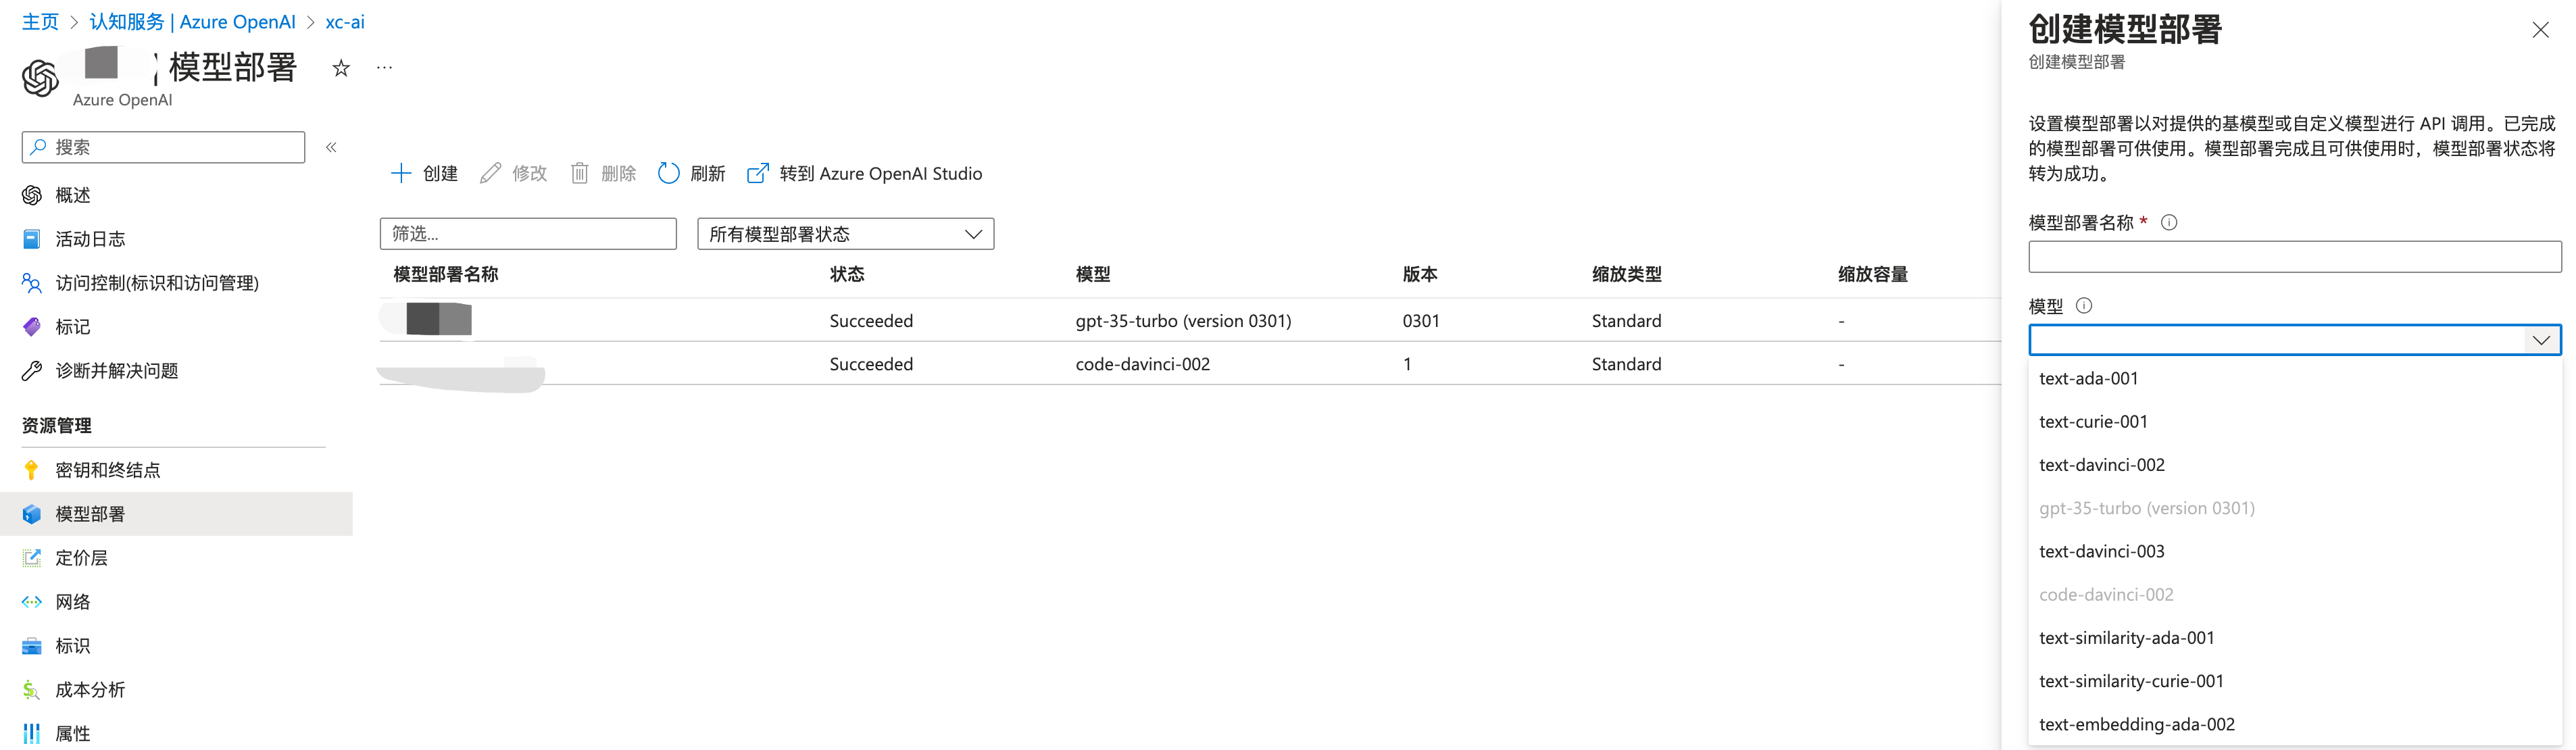 主页 > 认知服务 | Azure OpenAI > xc-ai
| 模型部署
Azure OpenAI
搜索
概述
活动日志
访问控制(标识和访问管理)
标记
诊断并解决问题
资源管理
密钥和终结点
模型部署
定价层
网络
标识
成本分析
属性
创建 修改 删除 刷新 转到 Azure OpenAI Studio
筛选... 所有模型部署状态
模型部署名称 状态 模型 版本 缩放类型 缩放容量
Succeeded gpt-35-turbo (version 0301) 0301 Standard -
Succeeded code-davinci-002 1 Standard -
创建模型部署
创建模型部署
设置模型部署以对提供的基模型或自定义模型进行 API 调用。已完成
的模型部署可供使用。模型部署完成且可供使用时，模型部署状态将
转为成功。
模型部署名称 *
模型
text-ada-001
text-curie-001
text-davinci-002
gpt-35-turbo (version 0301)
text-davinci-003
code-davinci-002
text-similarity-ada-001
text-similarity-curie-001
text-embedding-ada-002